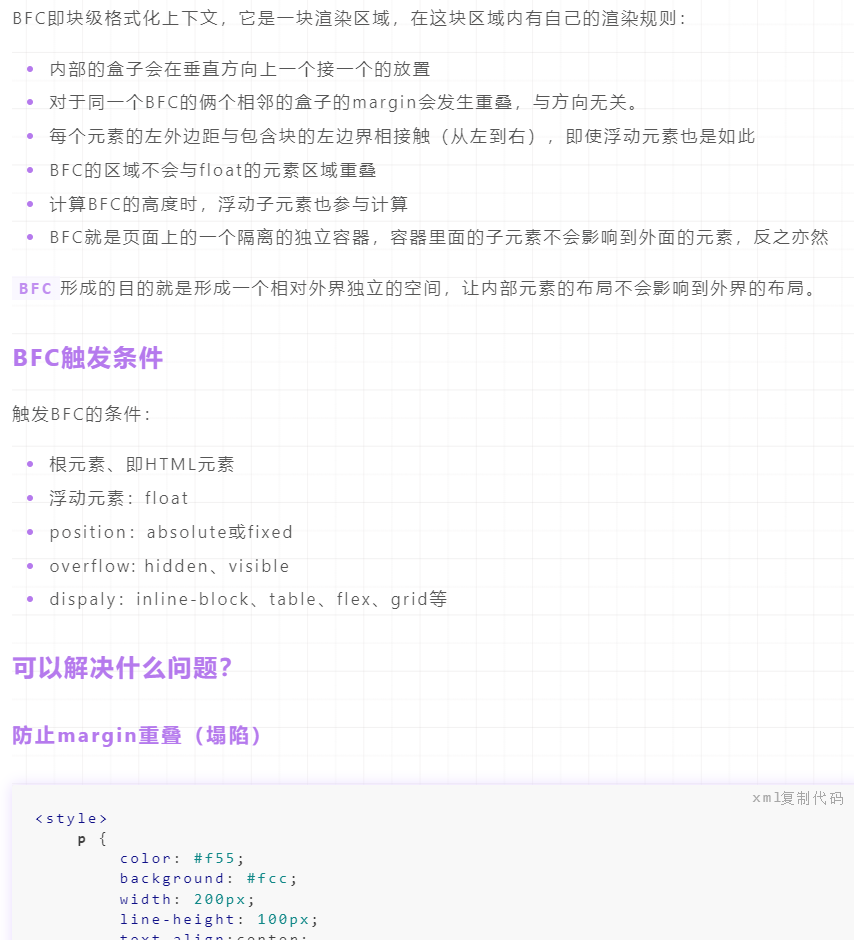 BFC即块级格式化上下文，它是一块渲染区域，在这块区域内有自己的渲染规则：
内部的盒子会在垂直方向上一个接一个的放置
对于同一个BFC的俩个相邻的盒子的margin会发生重叠，与方向无关。
每个元素的左外边距与包含块的左边界相接触（从左到右），即使浮动元素也是如此
BFC的区域不会与float的元素区域重叠
计算BFC的高度时，浮动子元素也参与计算
BFC就是页面上的一个隔离的独立容器，容器里面的子元素不会影响到外面的元素，反之亦然
BFC 形成的目的就是形成一个相对外界独立的空间，让内部元素的布局不会影响到外界的布局。
BFC触发条件
触发BFC的条件：
根元素、即HTML元素
浮动元素：float
position：absolute或fixed
overflow: hidden、visible
dispaly：inline-block、table、flex、grid等
可以解决什么问题？
防止margin重叠（塌陷）
xml复制代码
<style>
p {
color: #f55;
background: #fcc;
width: 200px;
line-height: 100px;
text-align:center;